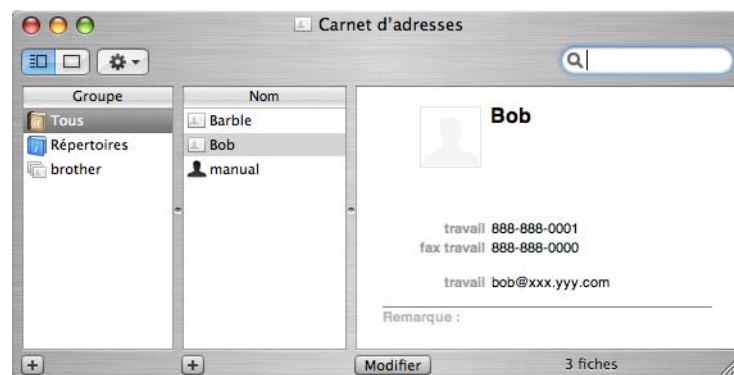 Carnet d'adresses
Groupe
Tous
Répertoires
brother
Nom
Barble
Bob
manual
Bob
travail 888-888-0001
fax travail 888-888-0000
travail bob@xxx.yyy.com
Remarque :
Modifier
3 fiches